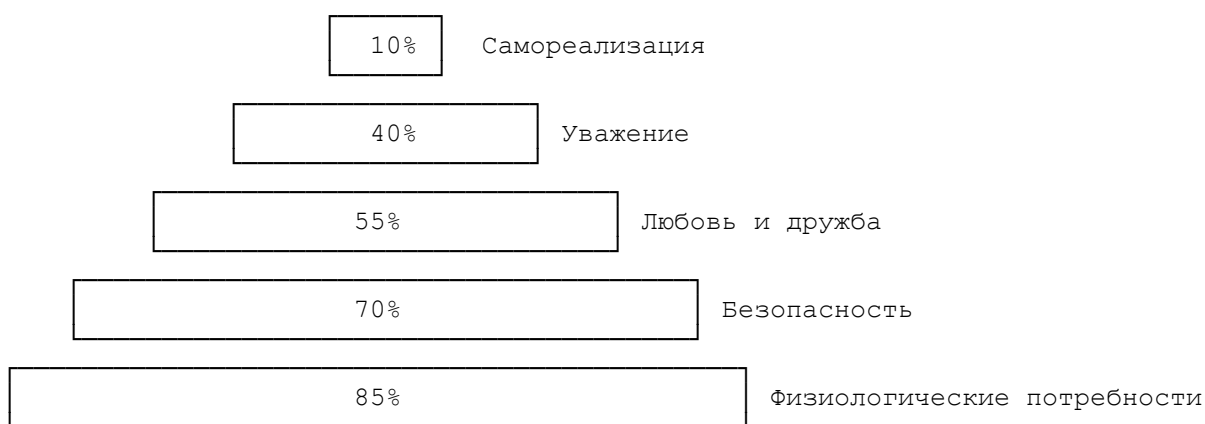 10% Самореализация
40% Уважение
55% Любовь и дружба
70% Безопасность
85% Физиологические потребности